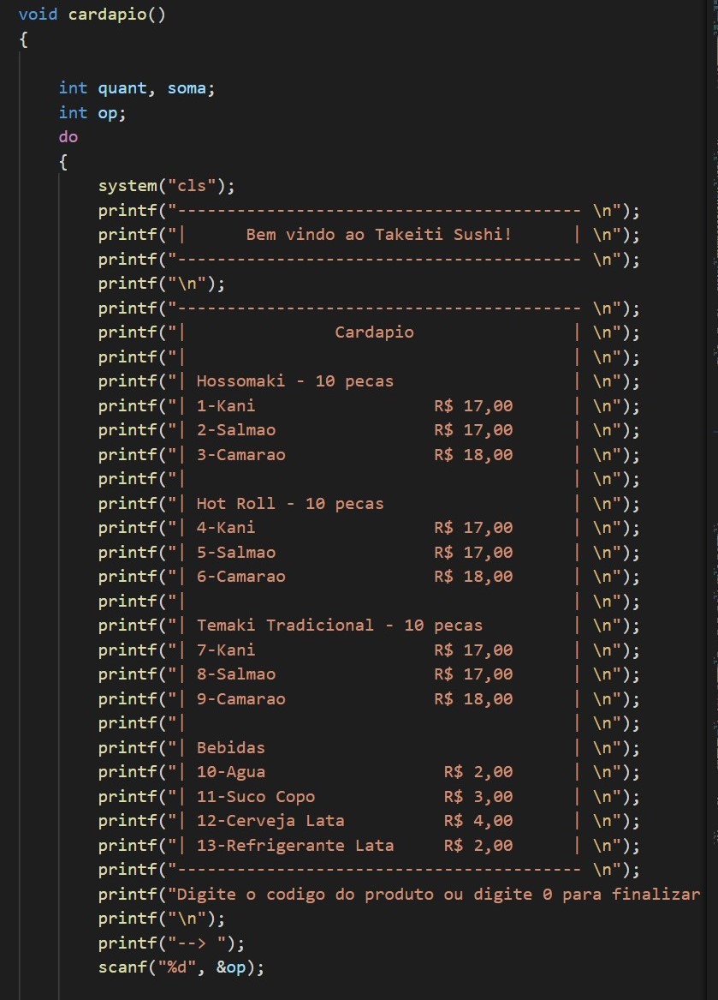 void cardapio()
{
int quant, soma;
int op;
do
{
system("cls");
printf("----------------------------------------- \n");
printf("|      Bem vindo ao Takeiti Sushi!      | \n");
printf("----------------------------------------- \n");
printf("\n");
printf("----------------------------------------- \n");
printf("|               Cardapio                | \n");
printf("|                                       | \n");
printf("| Hossomaki - 10 pecas                  | \n");
printf("| 1-Kani                  R$ 17,00      | \n");
printf("| 2-Salmao                R$ 17,00      | \n");
printf("| 3-Camarao               R$ 18,00      | \n");
printf("|                                       | \n");
printf("| Hot Roll - 10 pecas                   | \n");
printf("| 4-Kani                  R$ 17,00      | \n");
printf("| 5-Salmao                R$ 17,00      | \n");
printf("| 6-Camarao               R$ 18,00      | \n");
printf("|                                       | \n");
printf("| Temaki Tradicional - 10 pecas         | \n");
printf("| 7-Kani                  R$ 17,00      | \n");
printf("| 8-Salmao                R$ 17,00      | \n");
printf("| 9-Camarao               R$ 18,00      | \n");
printf("|                                       | \n");
printf("| Bebidas                               | \n");
printf("| 10-Agua                  R$ 2,00      | \n");
printf("| 11-Suco Copo             R$ 3,00      | \n");
printf("| 12-Cerveja Lata          R$ 4,00      | \n");
printf("| 13-Refrigerante Lata     R$ 2,00      | \n");
printf("----------------------------------------- \n");
printf("Digite o codigo do produto ou digite 0 para finalizar
printf("\n");
printf("--> ");
scanf("%d", &op);